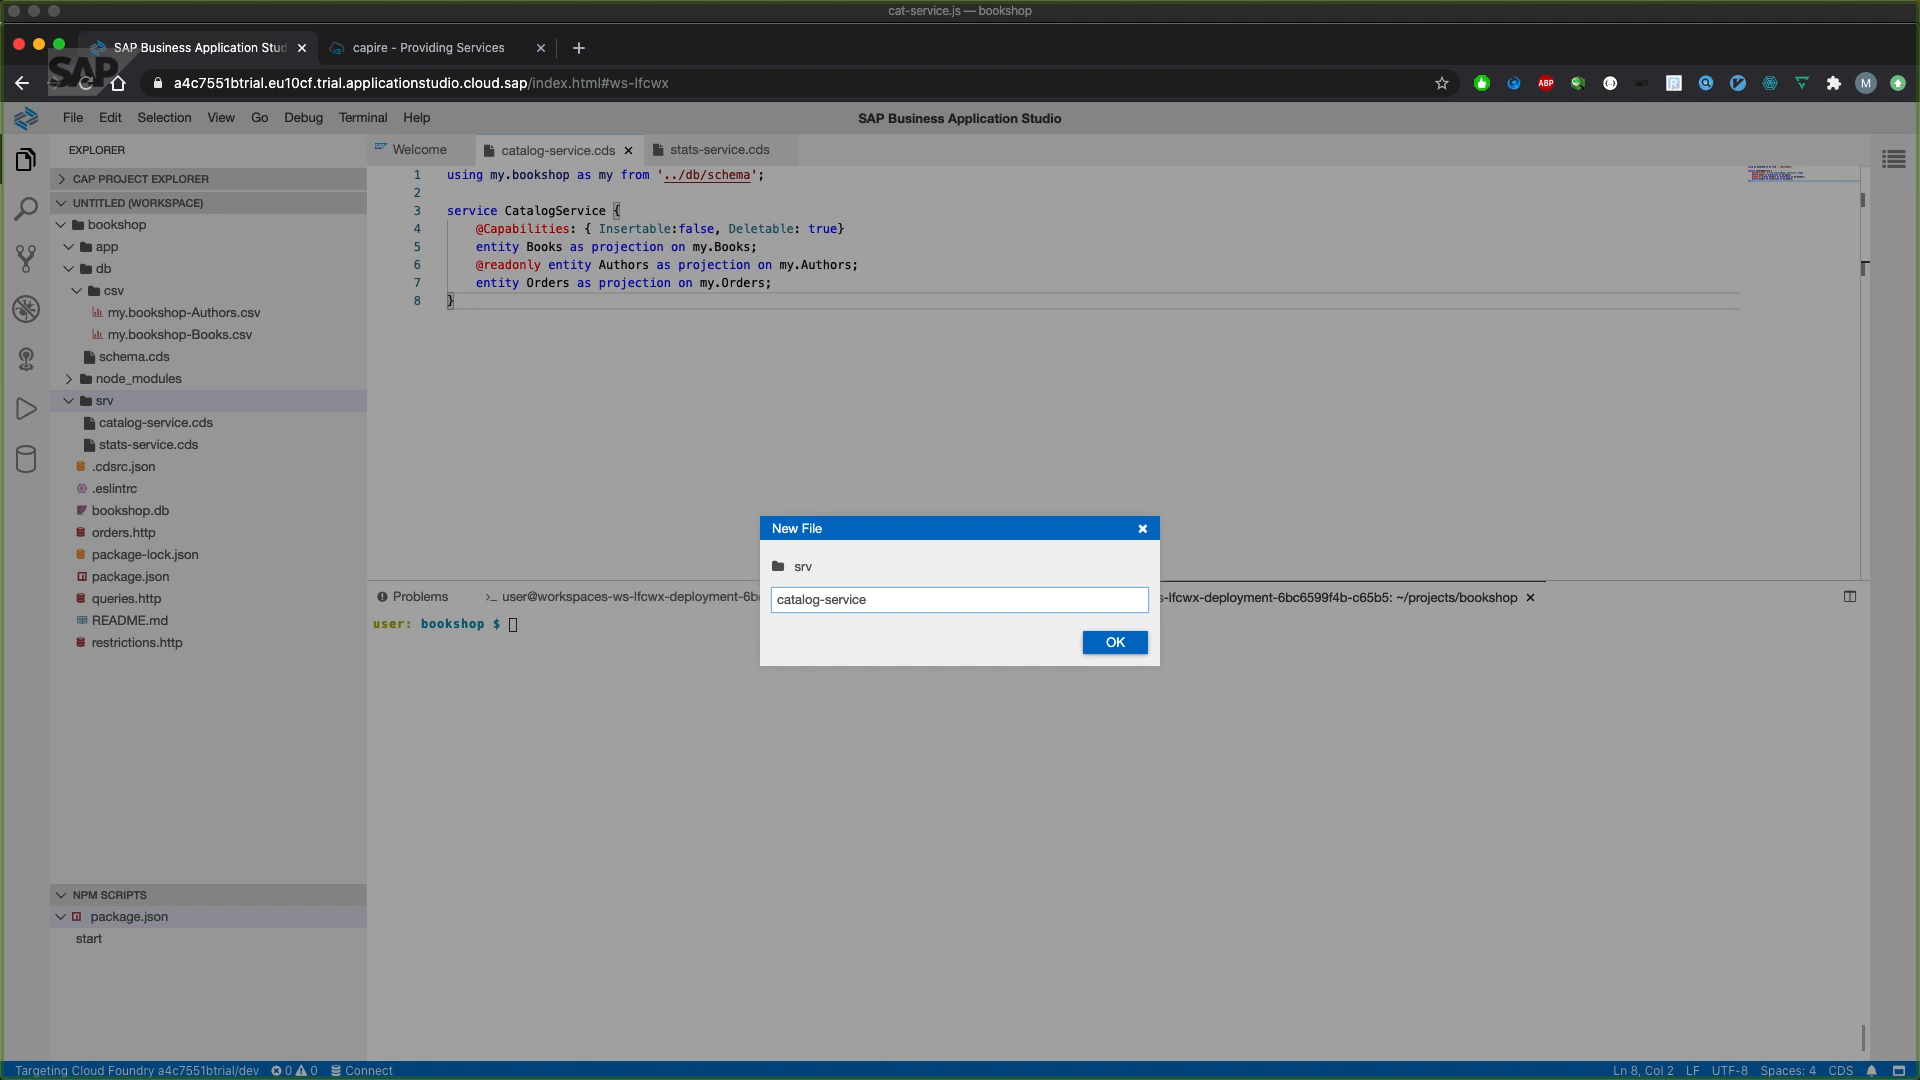 cat-service.js — bookshop
SAP Business Application Stud
capire - Providing Services
SAP
a4c7551btrial.eu10cf.trial.applicationstudio.cloud.sap/index.html#ws-lfcwx
ABP
M
File Edit Selection View Go Debug Terminal Help
SAP Business Application Studio
EXPLORER
CAP PROJECT EXPLORER
UNTITLED (WORKSPACE)
bookshop
app
db
csv
my.bookshop-Authors.csv
my.bookshop-Books.csv
schema.cds
node_modules
srv
catalog-service.cds
stats-service.cds
.cdsrc.json
.eslintrc
bookshop.db
orders.http
package-lock.json
package.json
queries.http
README.md
restrictions.http
NPM SCRIPTS
package.json
start
Welcome
catalog-service.cds
stats-service.cds
1 using my.bookshop as my from '../db/schema';
2
3 service CatalogService {
4 @Capabilities: { Insertable:false, Deletable: true}
5 entity Books as projection on my.Books;
6 @readonly entity Authors as projection on my.Authors;
7 entity Orders as projection on my.Orders;
8 }
New File
srv
catalog-service
OK
Problems
>_ user@workspaces-ws-lfcwx-deployment-6b
s-lfcwx-deployment-6bc6599f4b-c65b5: ~/projects/bookshop
user: bookshop $
Targeting Cloud Foundry a4c7551btrial/dev 0 0 Connect
Ln 8, Col 2 LF UTF-8 Spaces: 4 CDS